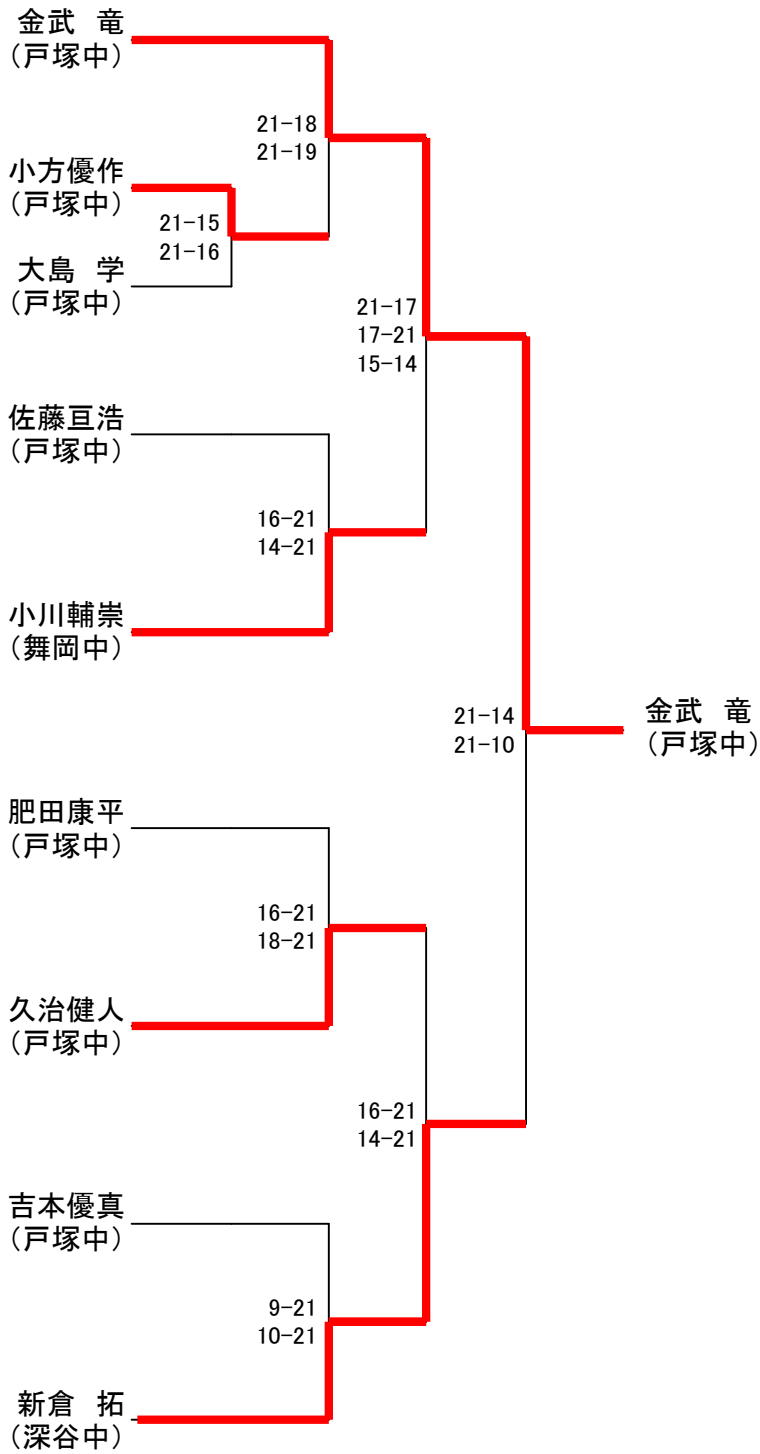 金武　竜
（戸塚中）
21-18
21-19
小方優作
（戸塚中）
21-15
21-16
大島　学
（戸塚中）
21-17
17-21
15-14
佐藤亘浩
（戸塚中）
16-21
14-21
小川輔崇
（舞岡中）
21-14
21-10
金武　竜
（戸塚中）
肥田康平
（戸塚中）
16-21
18-21
久治健人
（戸塚中）
16-21
14-21
吉本優真
（戸塚中）
9-21
10-21
新倉　拓
（深谷中）